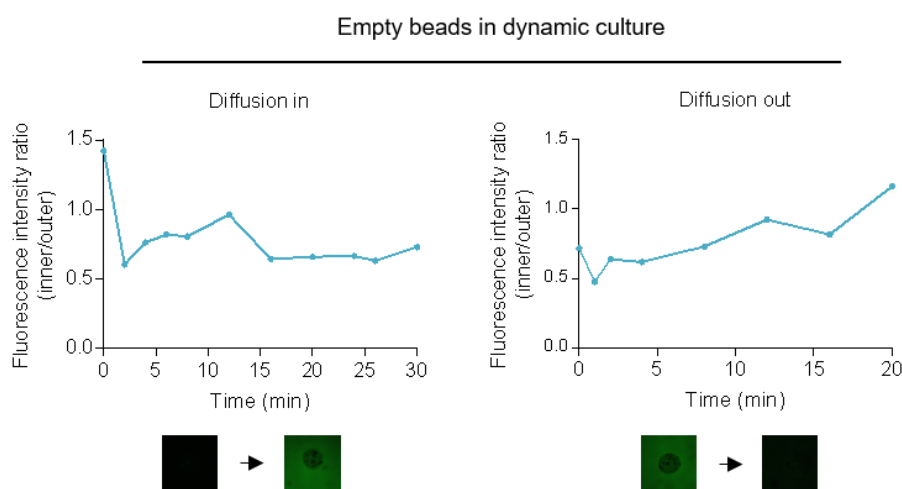 Empty beads in dynamic culture
Diffusion in
Fluorescence intensity ratio
(inner/outer)
1.5
1.0
0.5
0.0
0 5 10 15 20 25 30
Time (min)
Diffusion out
Fluorescence intensity ratio
(inner/outer)
1.5
1.0
0.5
0.0
0 5 10 15 20
Time (min)